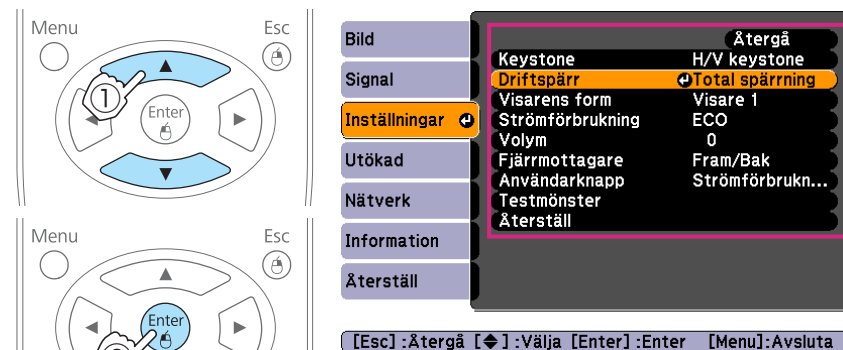 Menu
Esc
1
Enter
Menu
Esc
Enter
Bild
Signal
Inställningar
Utökad
Nätverk
Information
Återställ
Återgå
Keystone H/V keystone
Driftspärr Total spärrning
Visarens form Visare 1
Strömförbrukning ECO
Volym 0
Fjärrmottagare Fram/Bak
Användarknapp Strömförbrukn...
Testmönster
Återställ
[Esc] :Återgå [◆] :Välja [Enter] :Enter [Menu]:Avsluta